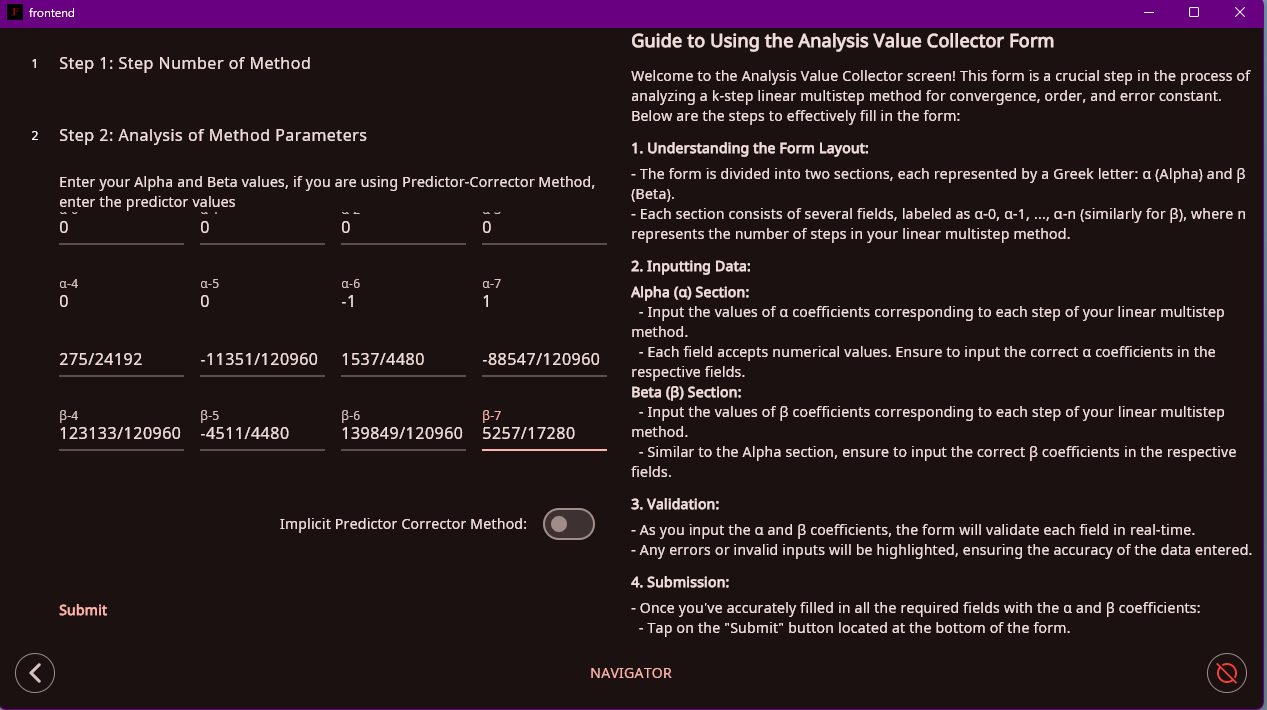 frontend
1 Step 1: Step Number of Method
2 Step 2: Analysis of Method Parameters
Enter your Alpha and Beta values, if you are using Predictor-Corrector Method,
enter the predictor values
0 0 0 0
α-4 α-5 α-6 α-7
0 0 -1 1
275/24192 -11351/120960 1537/4480 -88547/120960
β-4 β-5 β-6 β-7
123133/120960 -4511/4480 139849/120960 5257/17280
Implicit Predictor Corrector Method:
Submit
Guide to Using the Analysis Value Collector Form
Welcome to the Analysis Value Collector screen! This form is a crucial step in the process of
analyzing a k-step linear multistep method for convergence, order, and error constant.
Below are the steps to effectively fill in the form:
1. Understanding the Form Layout:
- The form is divided into two sections, each represented by a Greek letter: α (Alpha) and β
(Beta).
- Each section consists of several fields, labeled as α-0, α-1, ..., α-n (similarly for β), where n
represents the number of steps in your linear multistep method.
2. Inputting Data:
Alpha (α) Section:
- Input the values of α coefficients corresponding to each step of your linear multistep
method.
- Each field accepts numerical values. Ensure to input the correct α coefficients in the
respective fields.
Beta (β) Section:
- Input the values of β coefficients corresponding to each step of your linear multistep
method.
- Similar to the Alpha section, ensure to input the correct β coefficients in the respective
fields.
3. Validation:
- As you input the α and β coefficients, the form will validate each field in real-time.
- Any errors or invalid inputs will be highlighted, ensuring the accuracy of the data entered.
4. Submission:
- Once you've accurately filled in all the required fields with the α and β coefficients:
- Tap on the "Submit" button located at the bottom of the form.
NAVIGATOR